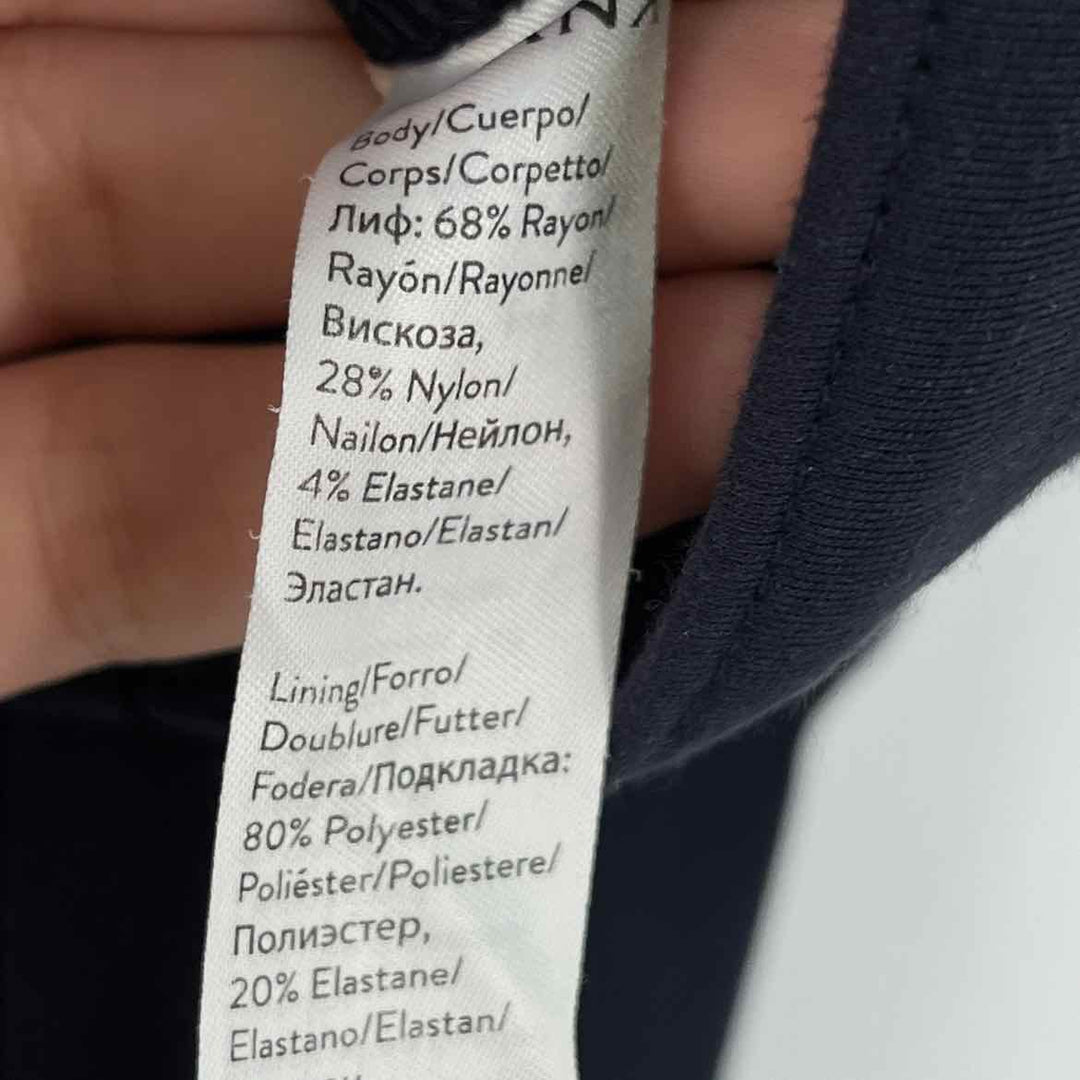 Body/Cuerpo/
Corps/Corpetto/
Лиф: 68% Rayon/
Rayón/Rayonne/
Вискоза,
28% Nylon/
Nailon/Нейлон,
4% Elastane/
Elastano/Elastan/
Эластан.
Lining/Forro/
Doublure/Futter/
Fodera/Подкладка:
80% Polyester/
Poliéster/Poliestere/
Полиэстер,
20% Elastane/
Elastano/Elastan/